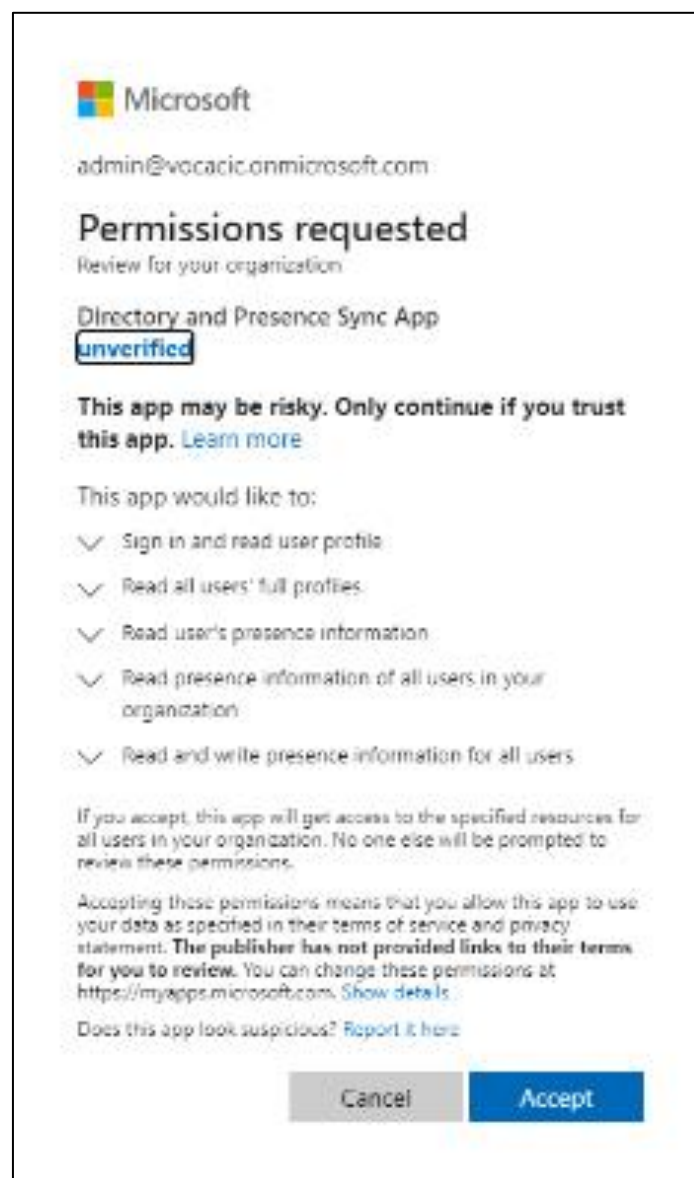 Microsoft
admin@vocacic.onmicrosoft.com
Permissions requested
Review for your organization
Directory and Presence Sync App
unverified
This app may be risky. Only continue if you trust
this app. Learn more
This app would like to:
Sign in and read user profile
Read all users' full profiles
Read user's presence information
Read presence information of all users in your
organization
Read and write presence information for all users
If you accept, this app will get access to the specified resources for
all users in your organization. No one else will be prompted to
review these permissions.
Accepting these permissions means that you allow this app to use
your data as specified in their terms of service and privacy
statement. The publisher has not provided links to their terms
for you to review. You can change these permissions at
https://myapps.microsoft.com. Show details
Does this app look suspicious? Report it here
Cancel
Accept